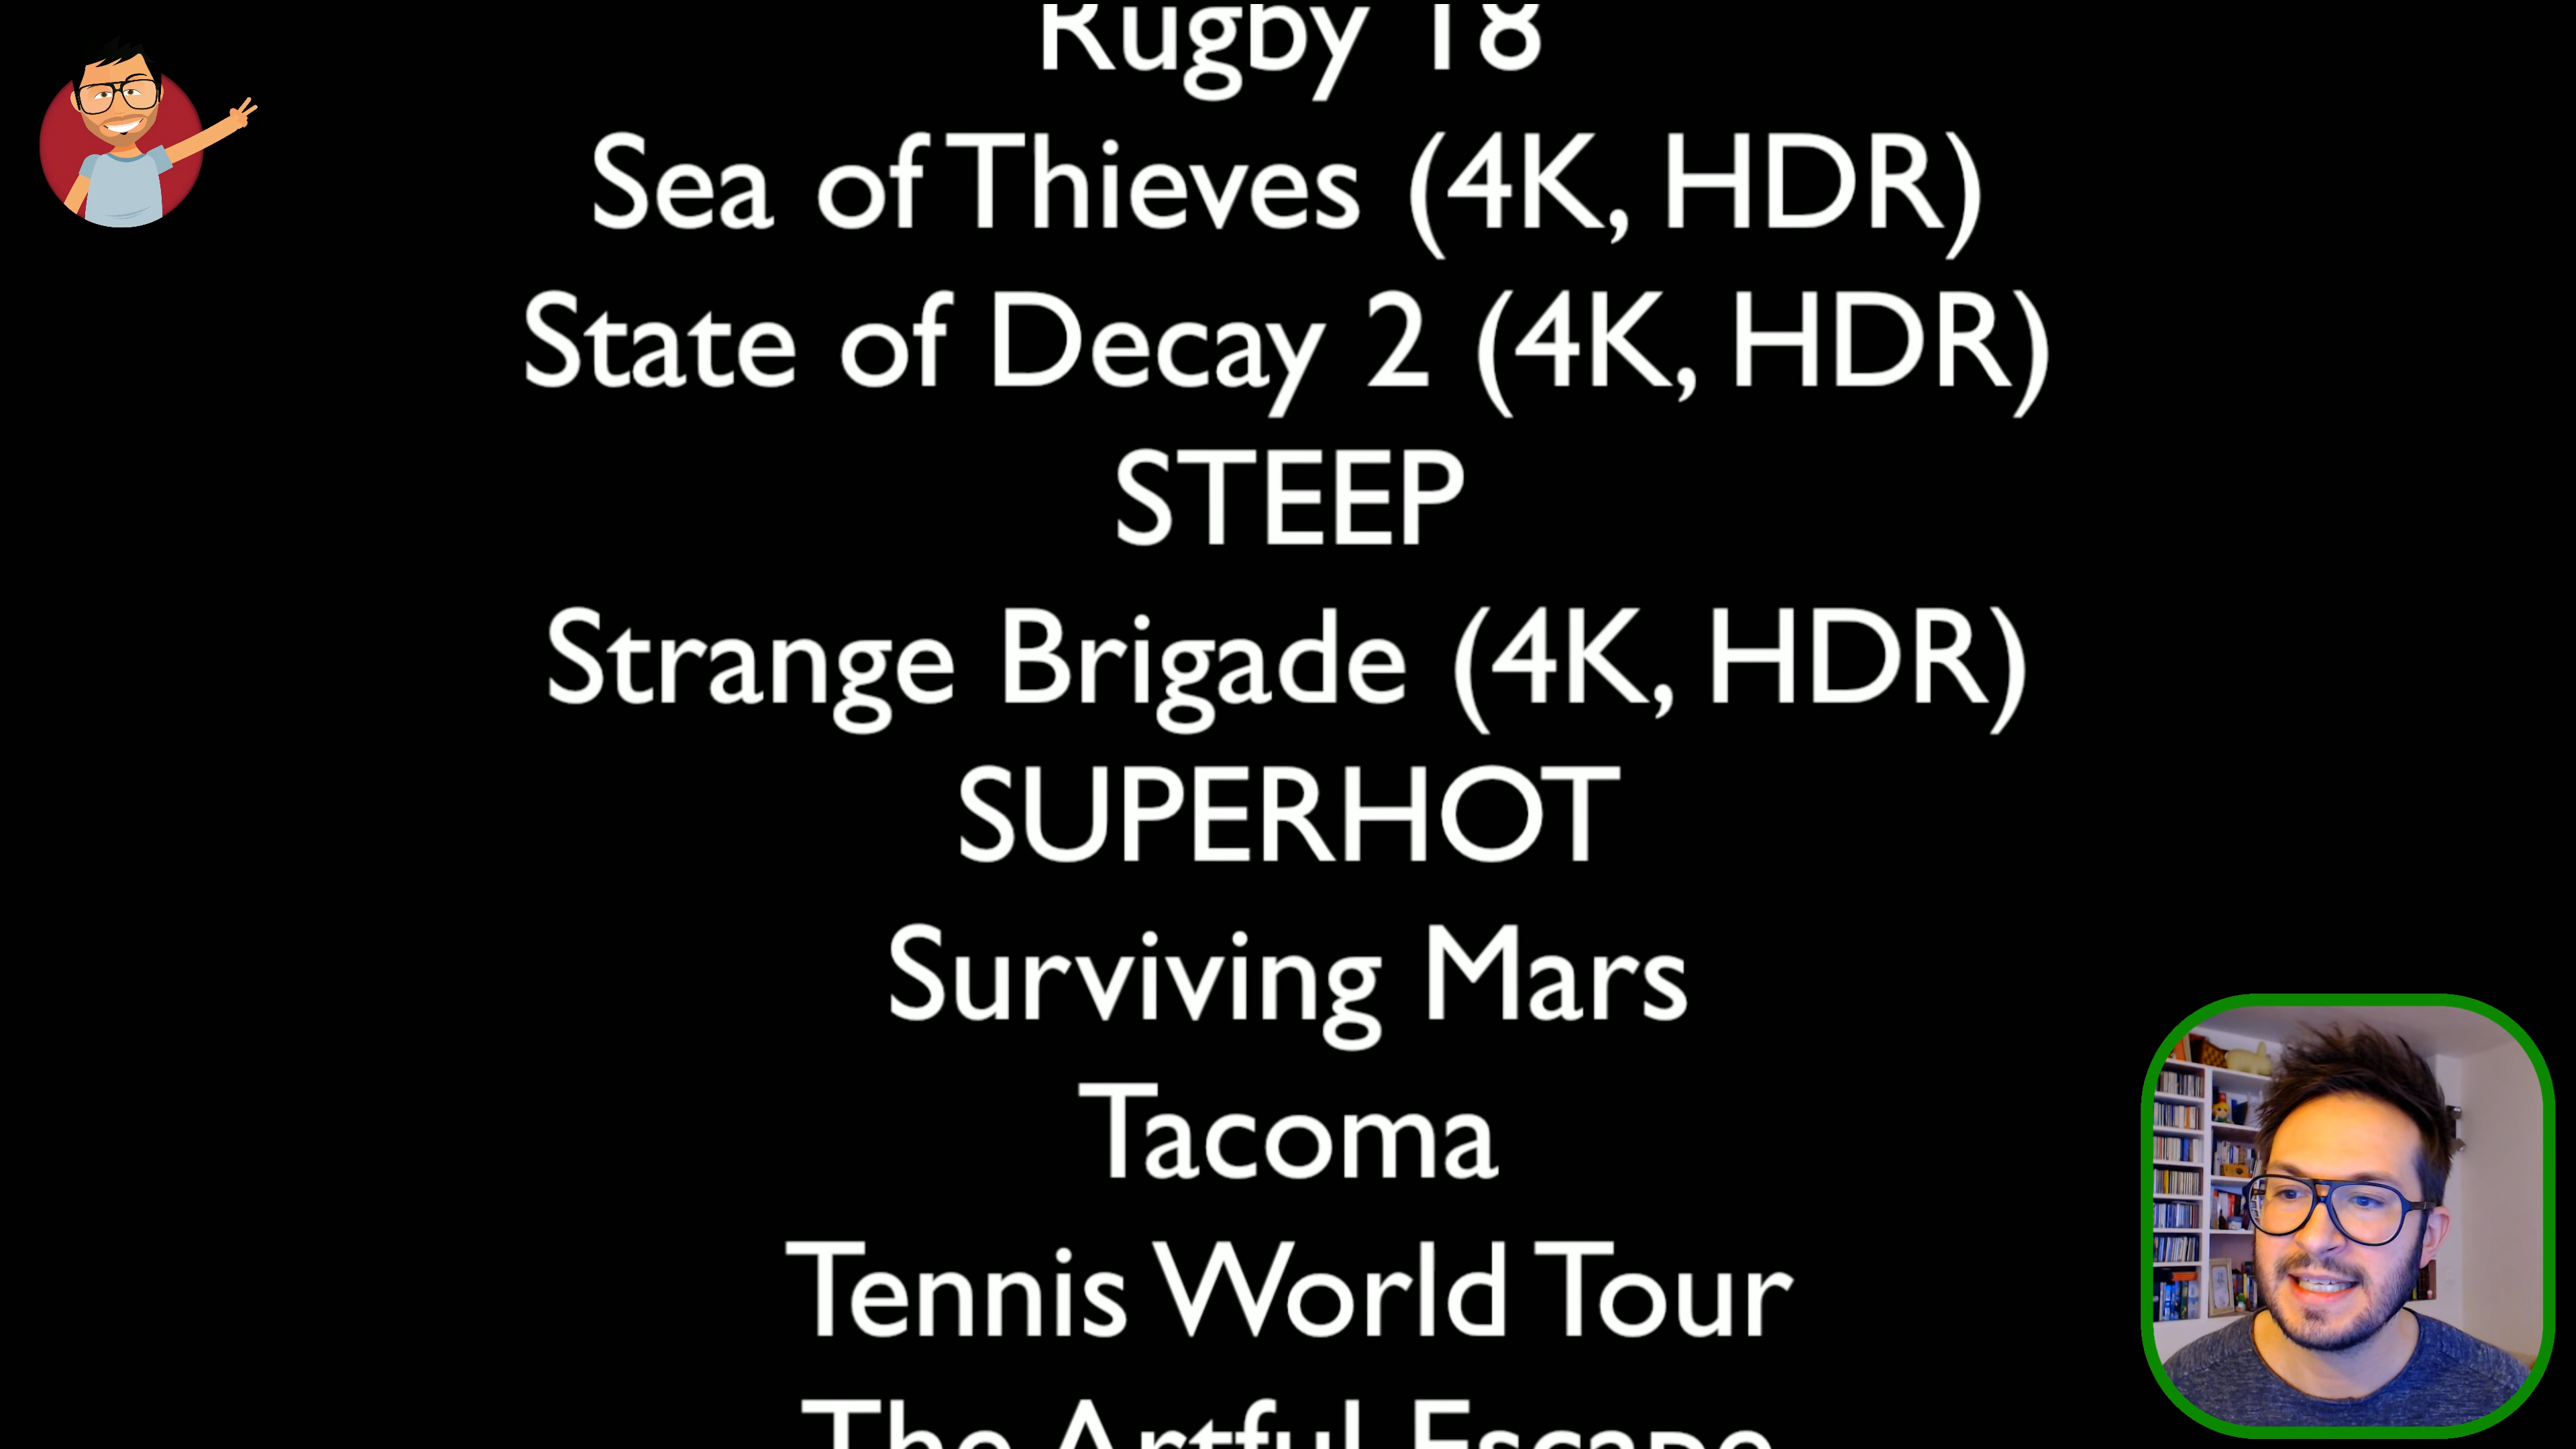 Rugby 18
Sea of Thieves (4K, HDR)
State of Decay 2 (4K, HDR)
STEEP
Strange Brigade (4K, HDR)
SUPERHOT
Surviving Mars
Tacoma
Tennis World Tour
The Artful Escape